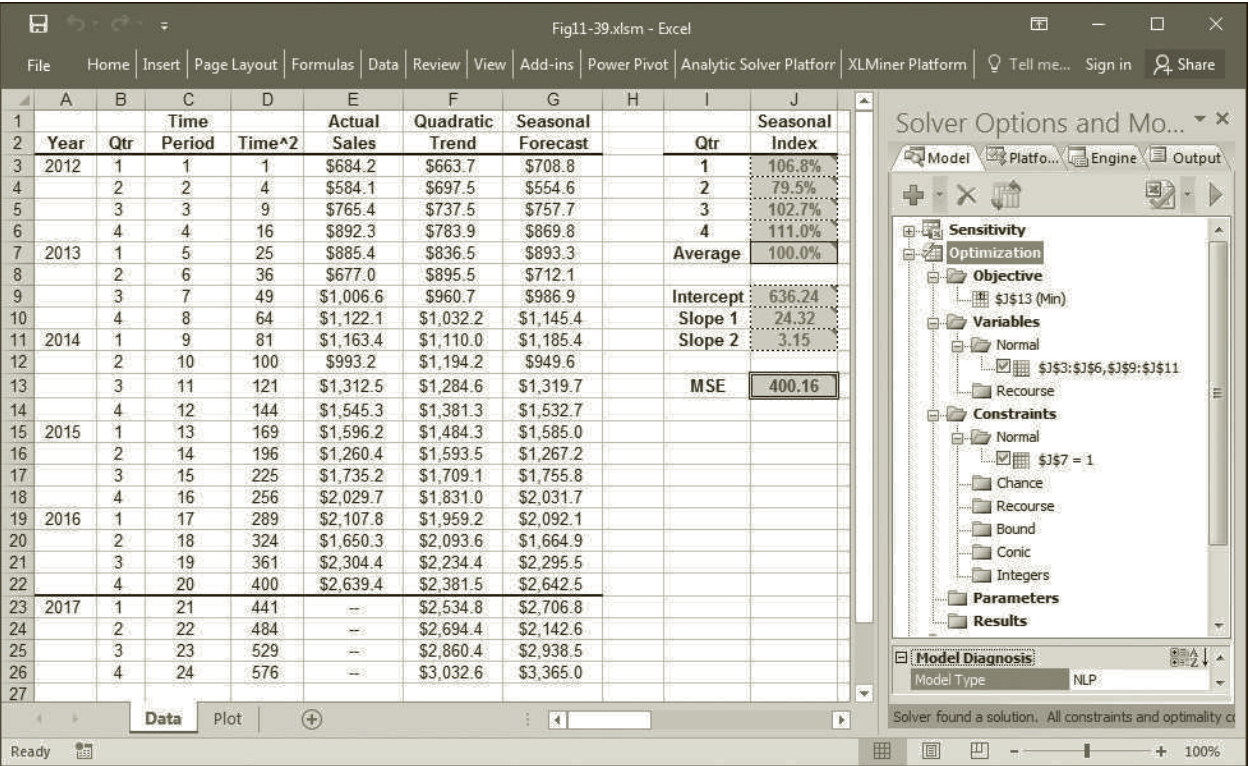 Fig11-39.xlsm - Excel
File Home Insert Page Layout Formulas Data Review View Add-ins Power Pivot Analytic Solver Platforr XLMiner Platform Tell me... Sign in Share
A B C D E F G H I J
1 Time Actual Quadratic Seasonal Seasonal
2 Year Qtr Period Time^2 Sales Trend Forecast Qtr Index
3 2012 1 1 1 $684.2 $663.7 $708.8 1 106.8%
4 2 2 4 $584.1 $697.5 $554.6 2 79.5%
5 3 3 9 $765.4 $737.5 $757.7 3 102.7%
6 4 4 16 $892.3 $783.9 $869.8 4 111.0%
7 2013 1 5 25 $885.4 $836.5 $893.3 Average 100.0%
8 2 6 36 $677.0 $895.5 $712.1
9 3 7 49 $1,006.6 $960.7 $986.9 Intercept 636.24
10 4 8 64 $1,122.1 $1,032.2 $1,145.4 Slope 1 24.32
11 2014 1 9 81 $1,163.4 $1,110.0 $1,185.4 Slope 2 3.15
12 2 10 100 $993.2 $1,194.2 $949.6
13 3 11 121 $1,312.5 $1,284.6 $1,319.7 MSE 400.16
14 4 12 144 $1,545.3 $1,381.3 $1,532.7
15 2015 1 13 169 $1,596.2 $1,484.3 $1,585.0
16 2 14 196 $1,260.4 $1,593.5 $1,267.2
17 3 15 225 $1,735.2 $1,709.1 $1,755.8
18 4 16 256 $2,029.7 $1,831.0 $2,031.7
19 2016 1 17 289 $2,107.8 $1,959.2 $2,092.1
20 2 18 324 $1,650.3 $2,093.6 $1,664.9
21 3 19 361 $2,304.4 $2,234.4 $2,295.5
22 4 20 400 $2,639.4 $2,381.5 $2,642.5
23 2017 1 21 441 -- $2,534.8 $2,706.8
24 2 22 484 -- $2,694.4 $2,142.6
25 3 23 529 -- $2,860.4 $2,938.5
26 4 24 576 -- $3,032.6 $3,365.0
27
Data Plot
Ready
Solver Options and Mo...
Model Platfo... Engine Output
Sensitivity
Optimization
Objective
$J$13 (Min)
Variables
Normal
$J$3:$J$6,$J$9:$J$11
Recourse
Constraints
Normal
$J$7 = 1
Chance
Recourse
Bound
Conic
Integers
Parameters
Results
Model Diagnosis
Model Type NLP
Solver found a solution. All constraints and optimality co
100%